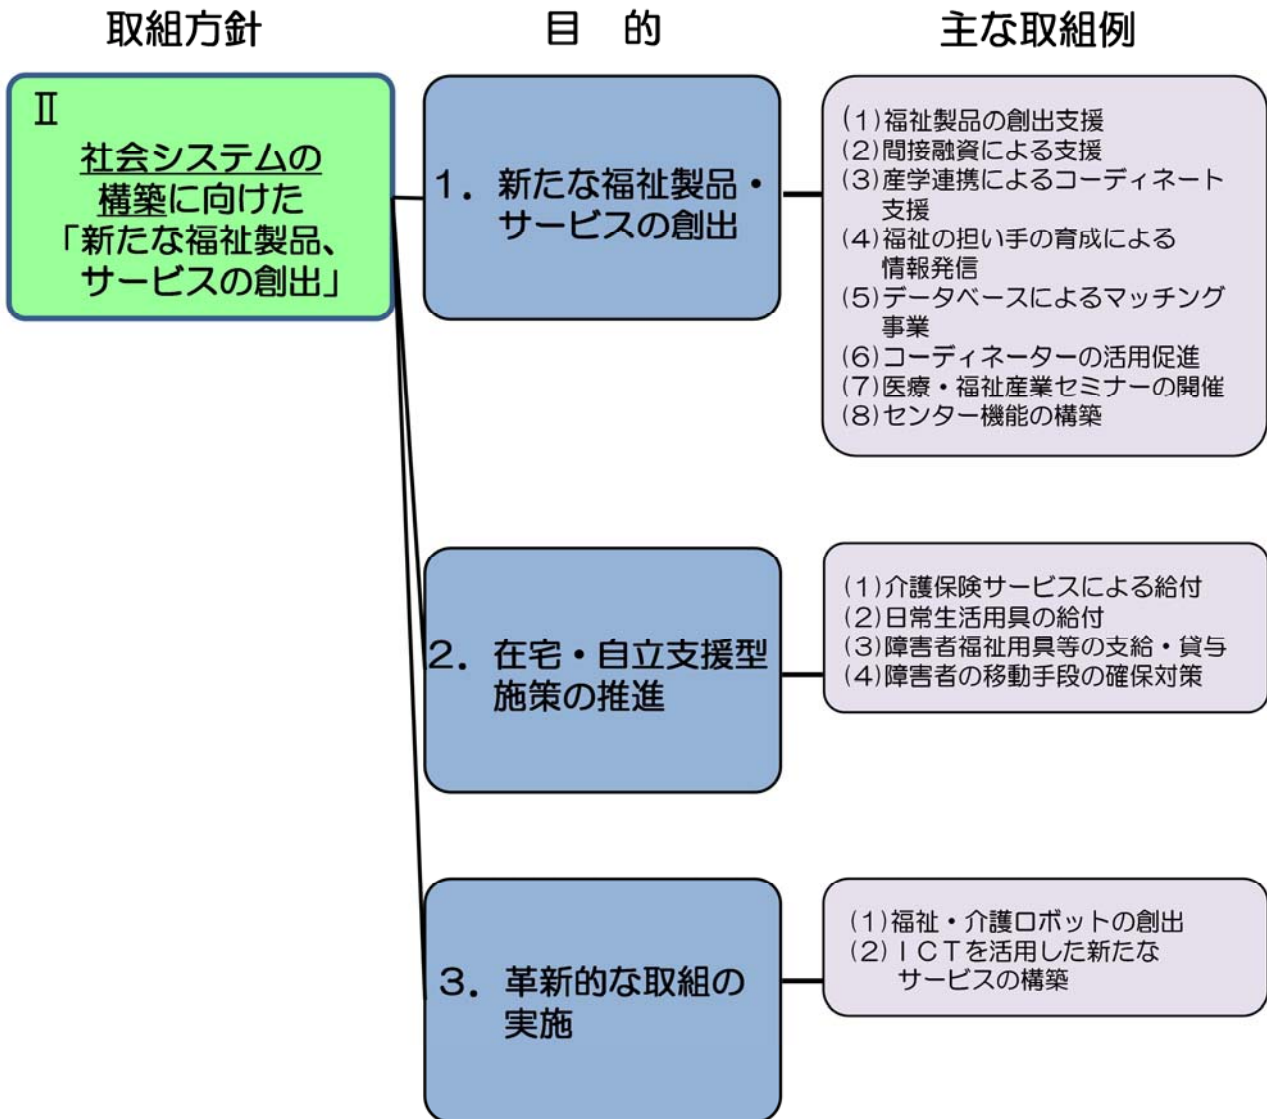 取組方針
目　的
主な取組例
Ⅱ
社会システムの
構築に向けた
「新たな福祉製品、
サービスの創出」
１．新たな福祉製品・
サービスの創出
(１)福祉製品の創出支援
(２)間接融資による支援
(３)産学連携によるコーディネート
支援
(４)福祉の担い手の育成による
情報発信
(５)データベースによるマッチング
事業
(６)コーディネーターの活用促進
(７)医療・福祉産業セミナーの開催
(８)センター機能の構築
２．在宅・自立支援型
施策の推進
(１)介護保険サービスによる給付
(２)日常生活用具の給付
(３)障害者福祉用具等の支給・貸与
(４)障害者の移動手段の確保対策
３．革新的な取組の
実施
(１)福祉・介護ロボットの創出
(２)ＩＣＴを活用した新たな
サービスの構築